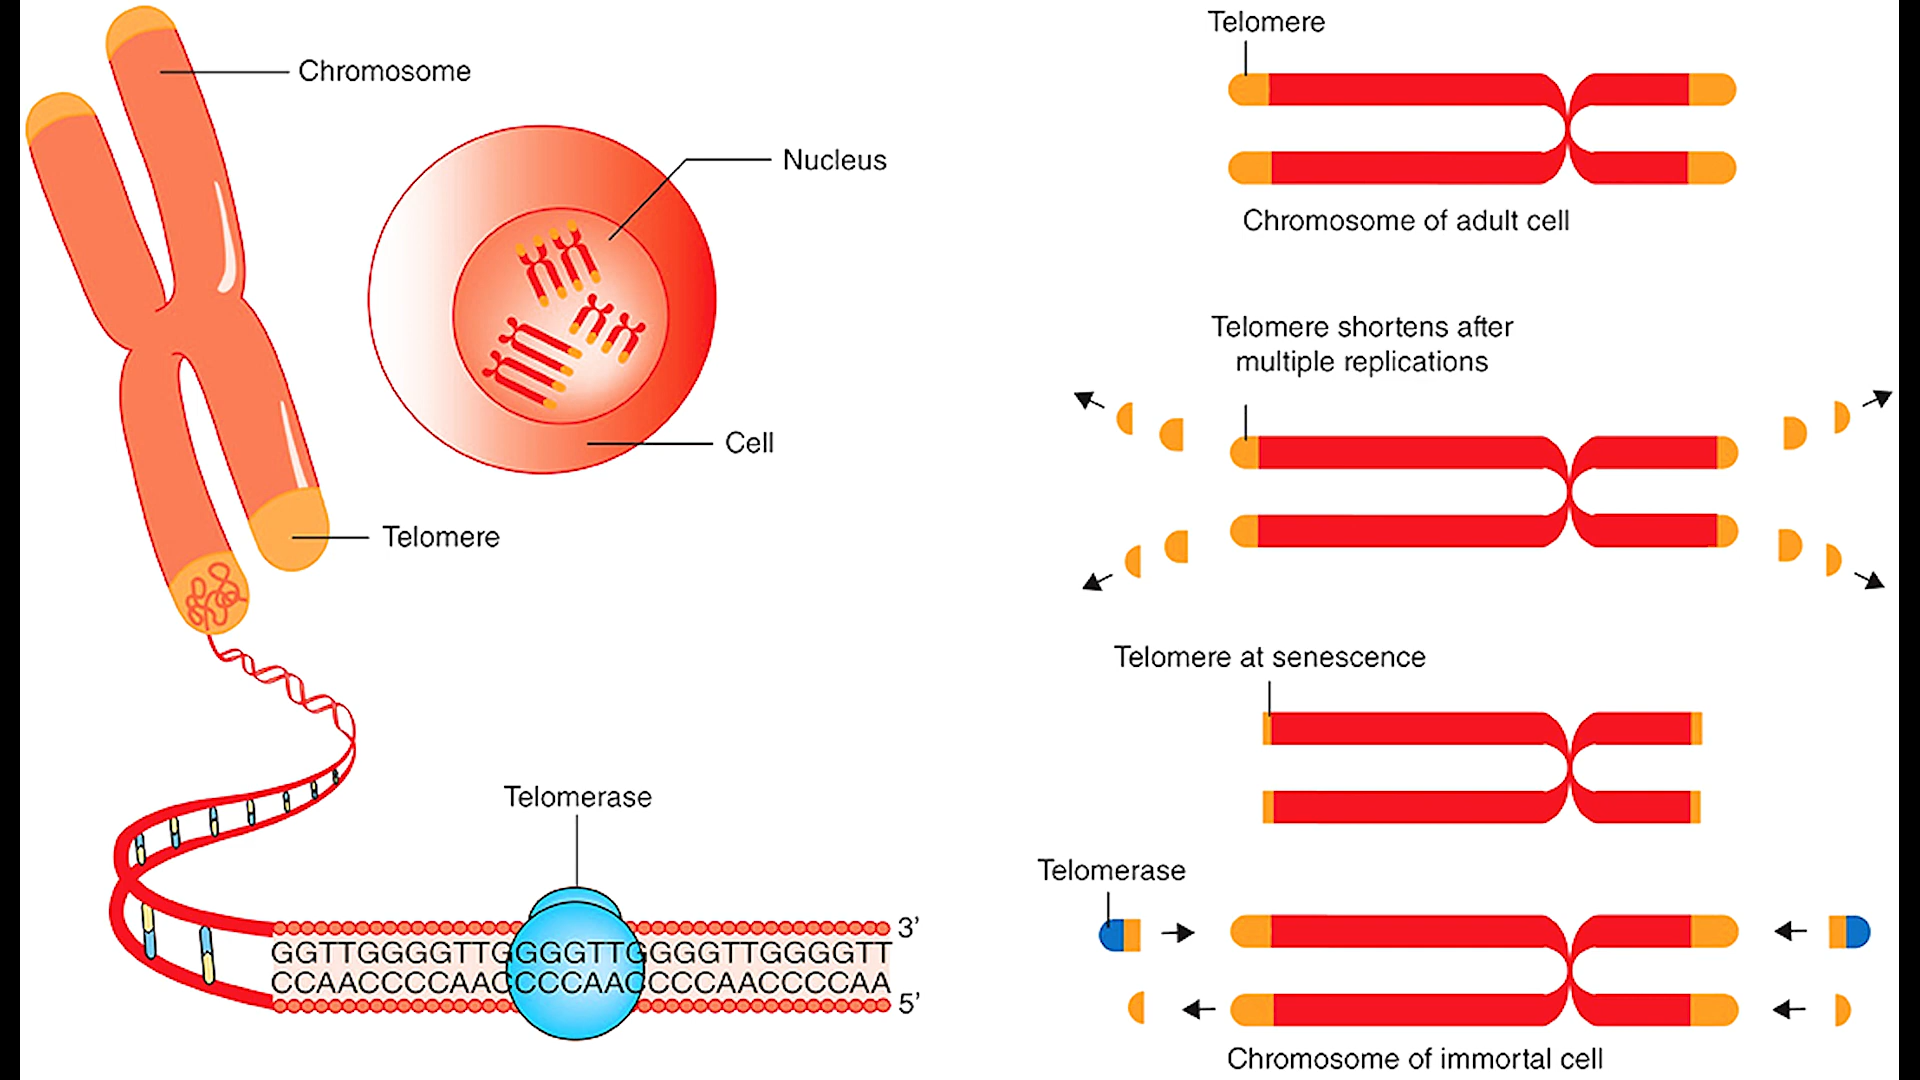 Chromosome
Nucleus
Cell
Telomere
Telomerase
3’
GGTTGGGGTTGGGGTTGGGGTTGGGGTT
CCAACCCCAACCCCAACCCCAACCCCAA
5’
Telomere
Chromosome of adult cell
Telomere shortens after
multiple replications
Telomere at senescence
Telomerase
Chromosome of immortal cell